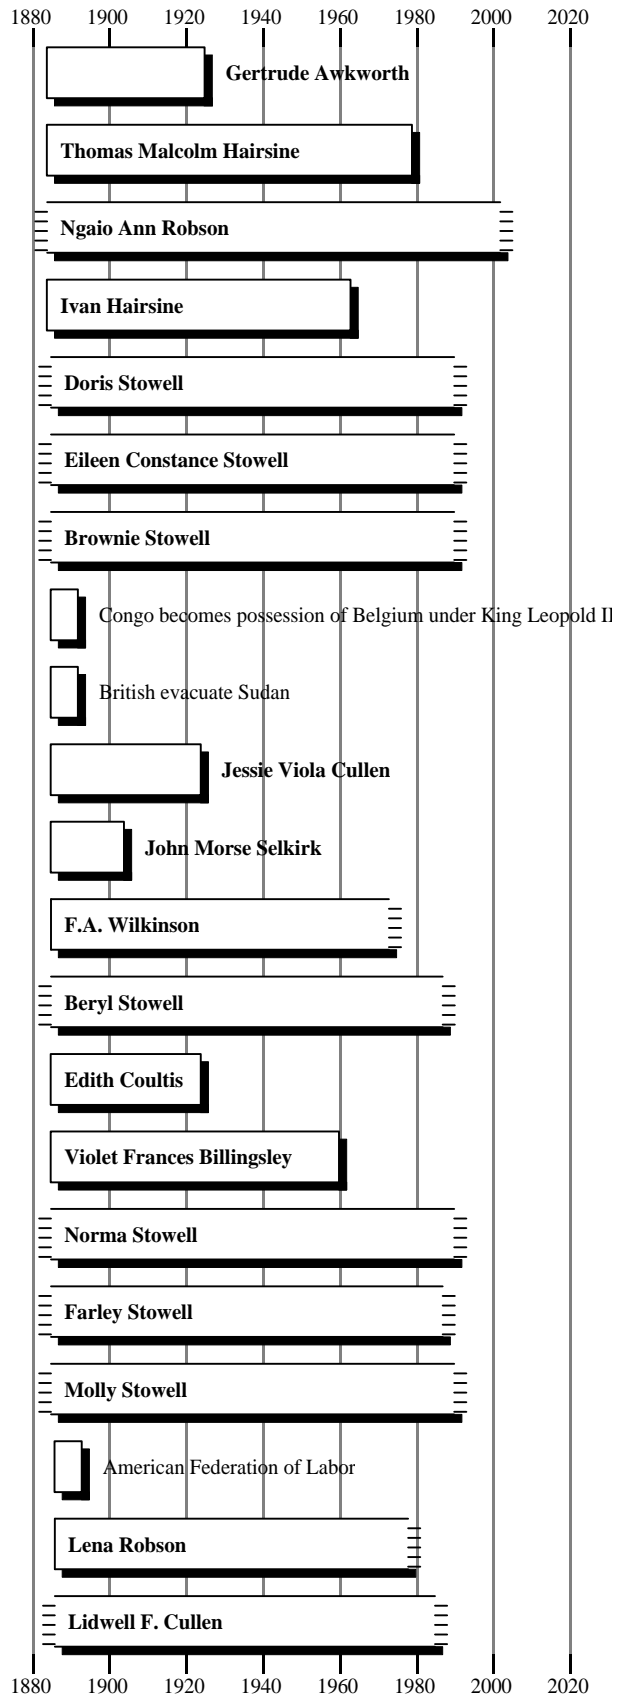 1880 1900 1920 1940 1960 1980 2000 2020
Gertrude Awkworth
Thomas Malcolm Hairsine
Ngaio Ann Robson
Ivan Hairsine
Doris Stowell
Eileen Constance Stowell
Brownie Stowell
Congo becomes possession of Belgium under King Leopold II
British evacuate Sudan
Jessie Viola Cullen
John Morse Selkirk
F.A. Wilkinson
Beryl Stowell
Edith Coultis
Violet Frances Billingsley
Norma Stowell
Farley Stowell
Molly Stowell
American Federation of Labor
Lena Robson
Lidwell F. Cullen
1880 1900 1920 1940 1960 1980 2000 2020